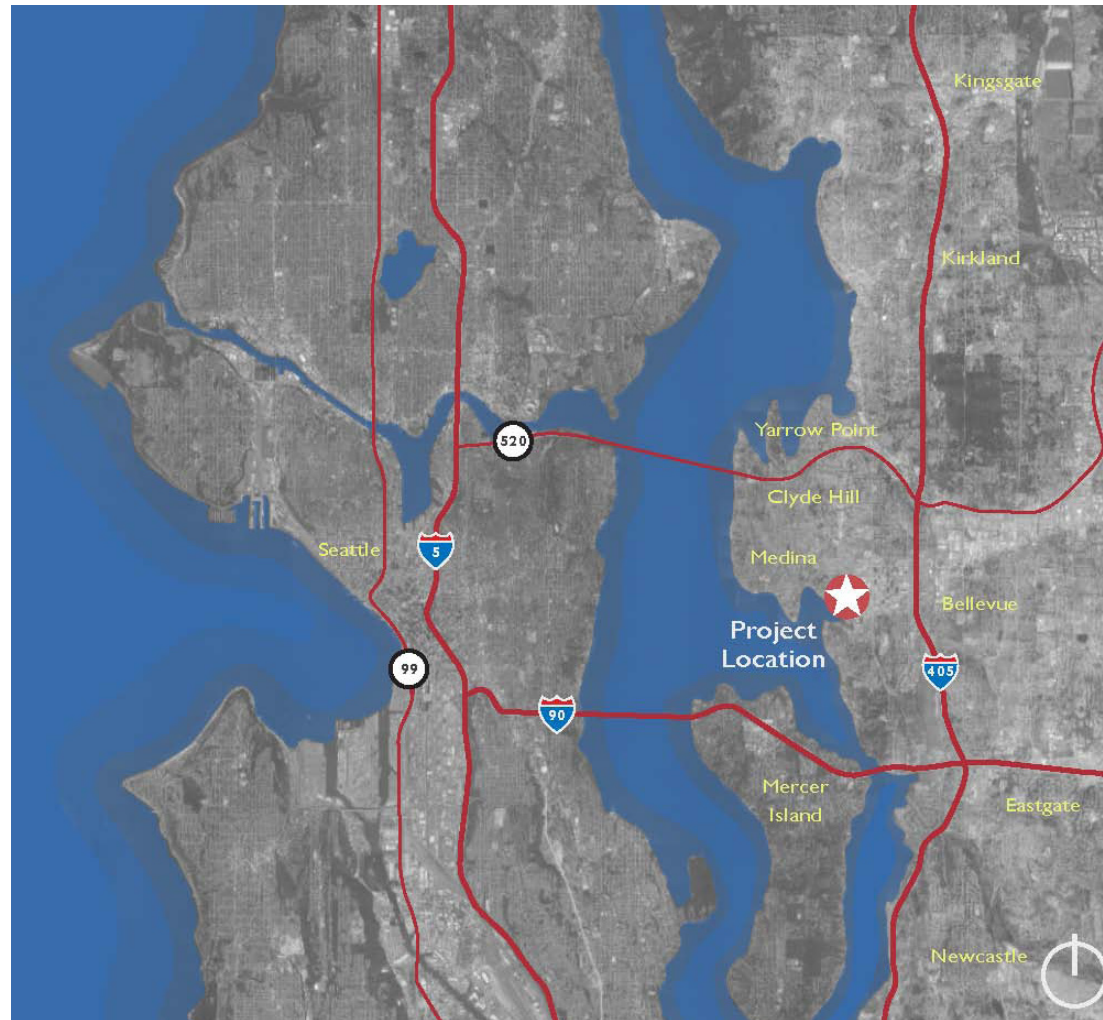 Kingsgate
Kirkland
Yarrow Point
520
Clyde Hill
Seattle
5
Medina
Bellevue
Project
Location
99
405
90
Mercer
Island
Eastgate
Newcastle